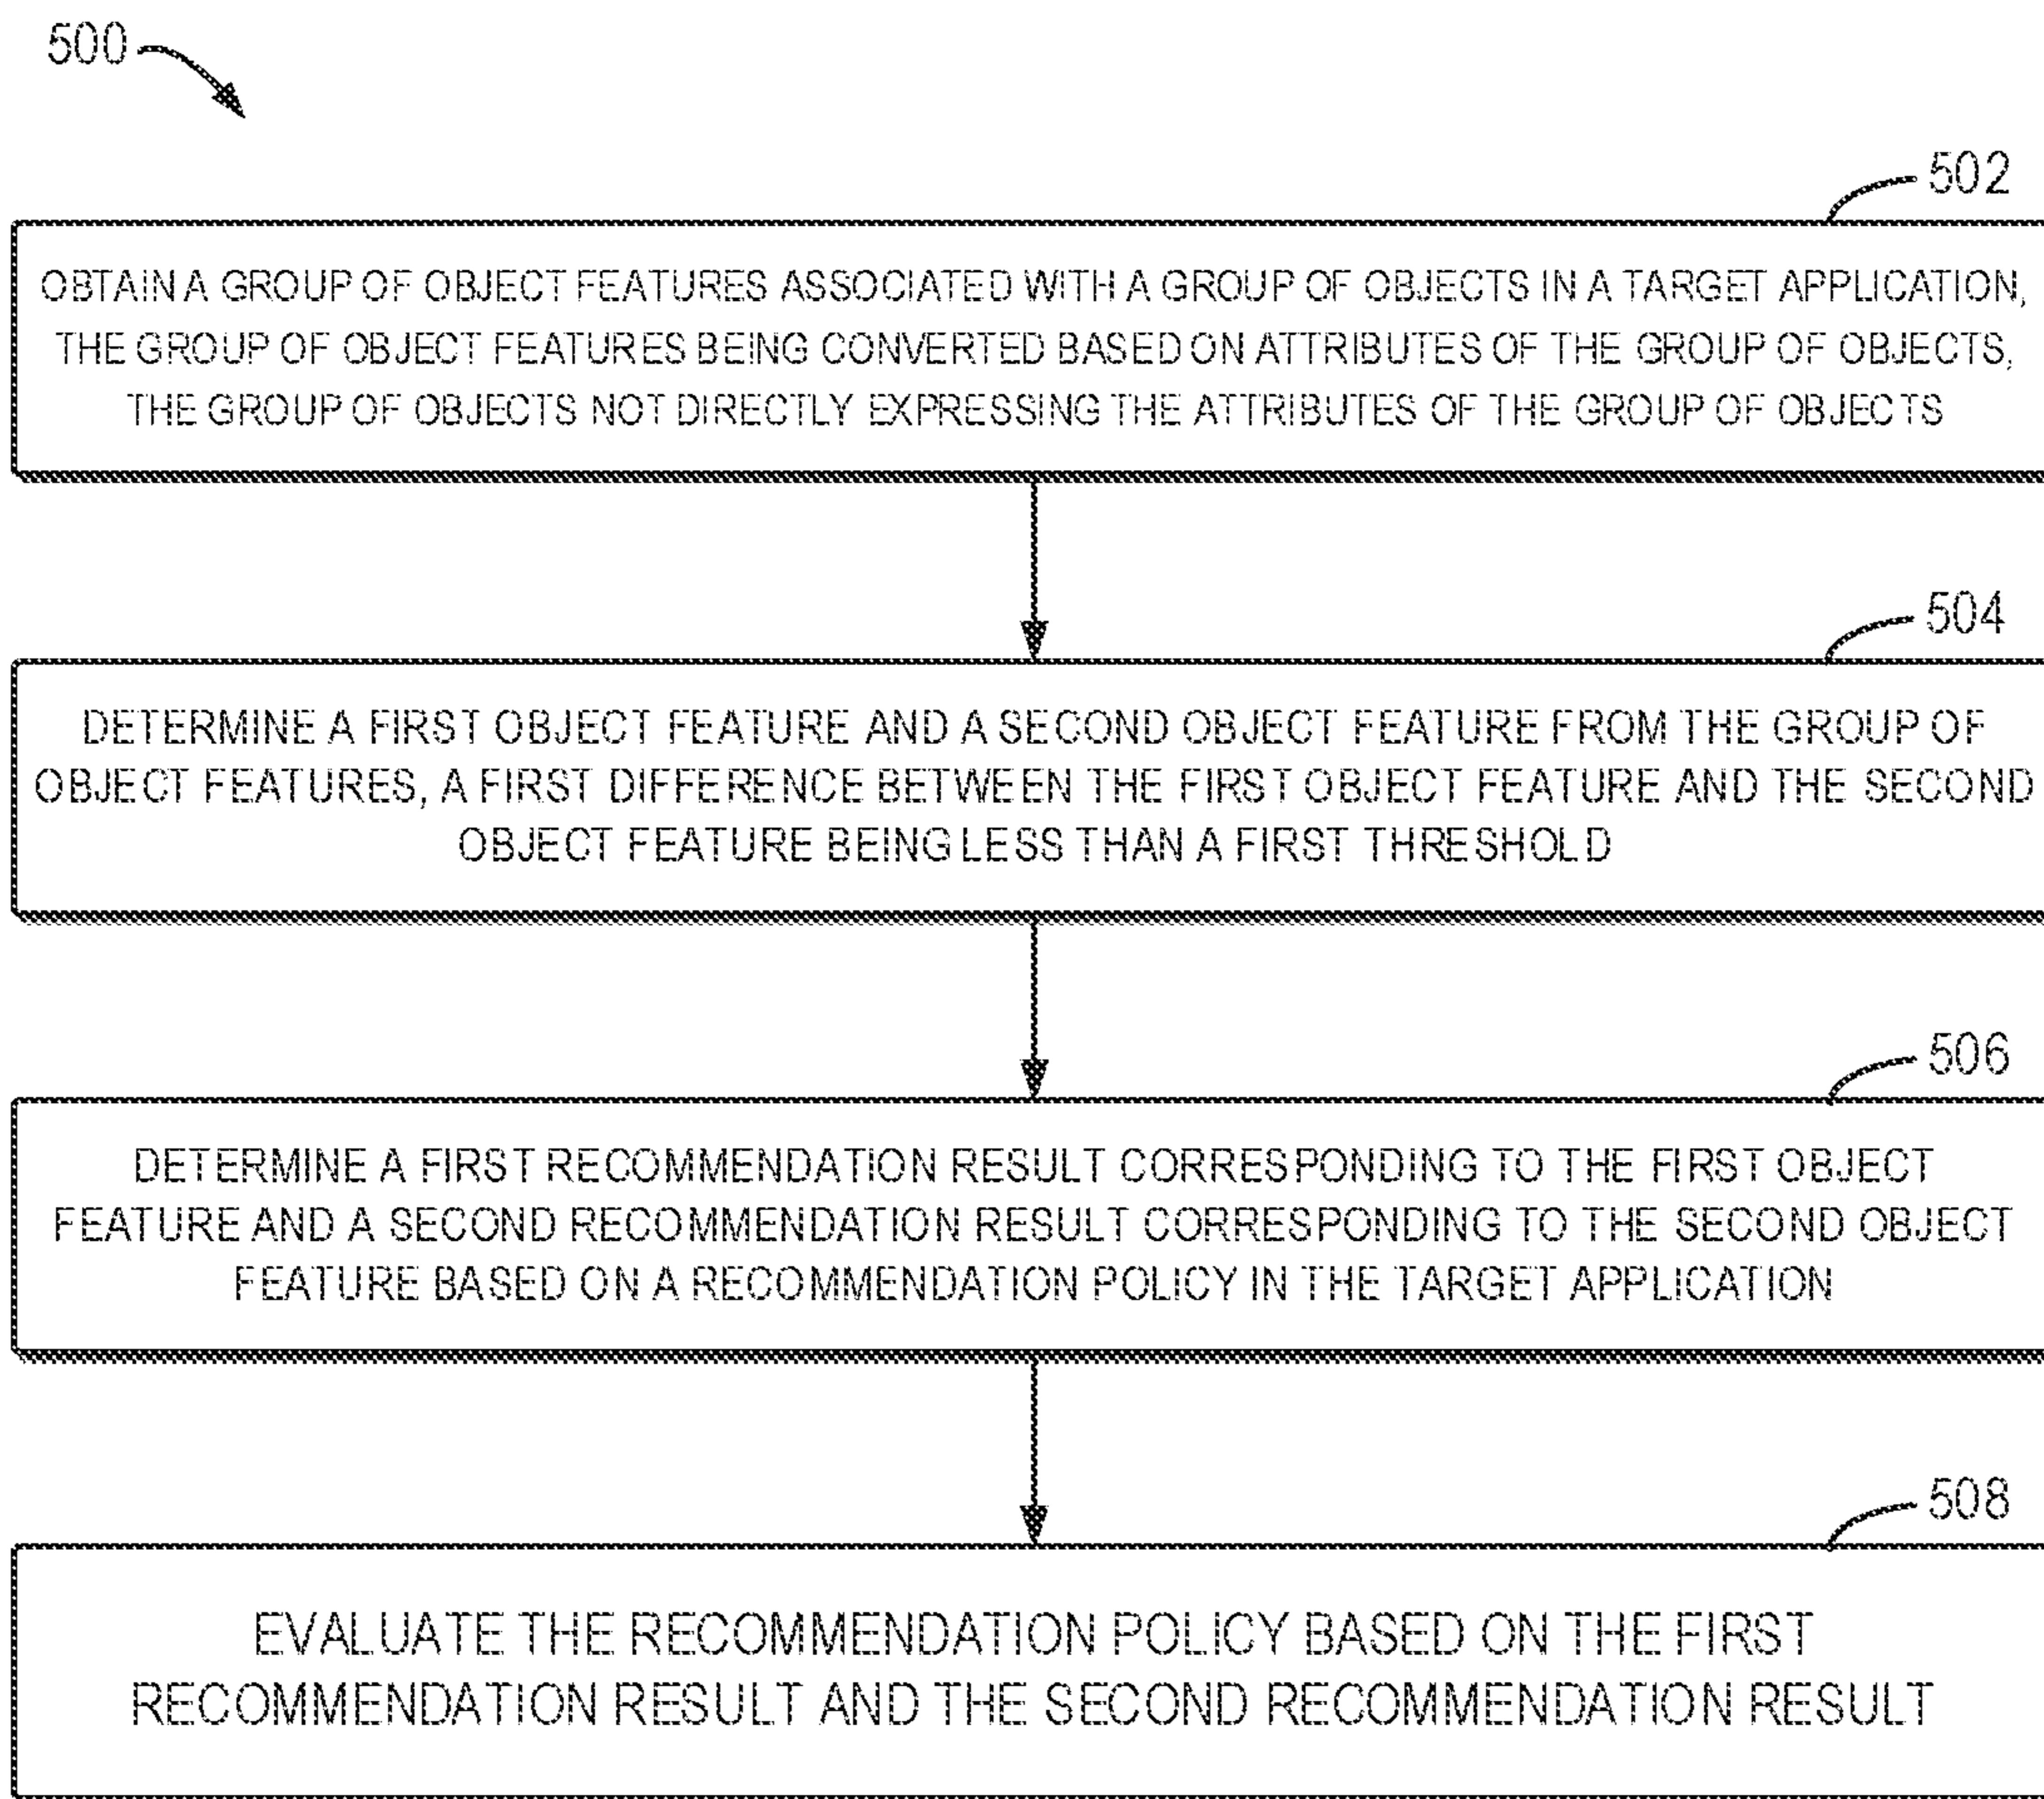 500
502
OBTAIN A GROUP OF OBJECT FEATURES ASSOCIATED WITH A GROUP OF OBJECTS IN A TARGET APPLICATION,
THE GROUP OF OBJECT FEATURES BEING CONVERTED BASED ON ATTRIBUTES OF THE GROUP OF OBJECTS,
THE GROUP OF OBJECTS NOT DIRECTLY EXPRESSING THE ATTRIBUTES OF THE GROUP OF OBJECTS
504
DETERMINE A FIRST OBJECT FEATURE AND A SECOND OBJECT FEATURE FROM THE GROUP OF
OBJECT FEATURES, A FIRST DIFFERENCE BETWEEN THE FIRST OBJECT FEATURE AND THE SECOND
OBJECT FEATURE BEING LESS THAN A FIRST THRESHOLD
506
DETERMINE A FIRST RECOMMENDATION RESULT CORRESPONDING TO THE FIRST OBJECT
FEATURE AND A SECOND RECOMMENDATION RESULT CORRESPONDING TO THE SECOND OBJECT
FEATURE BASED ON A RECOMMENDATION POLICY IN THE TARGET APPLICATION
508
EVALUATE THE RECOMMENDATION POLICY BASED ON THE FIRST
RECOMMENDATION RESULT AND THE SECOND RECOMMENDATION RESULT